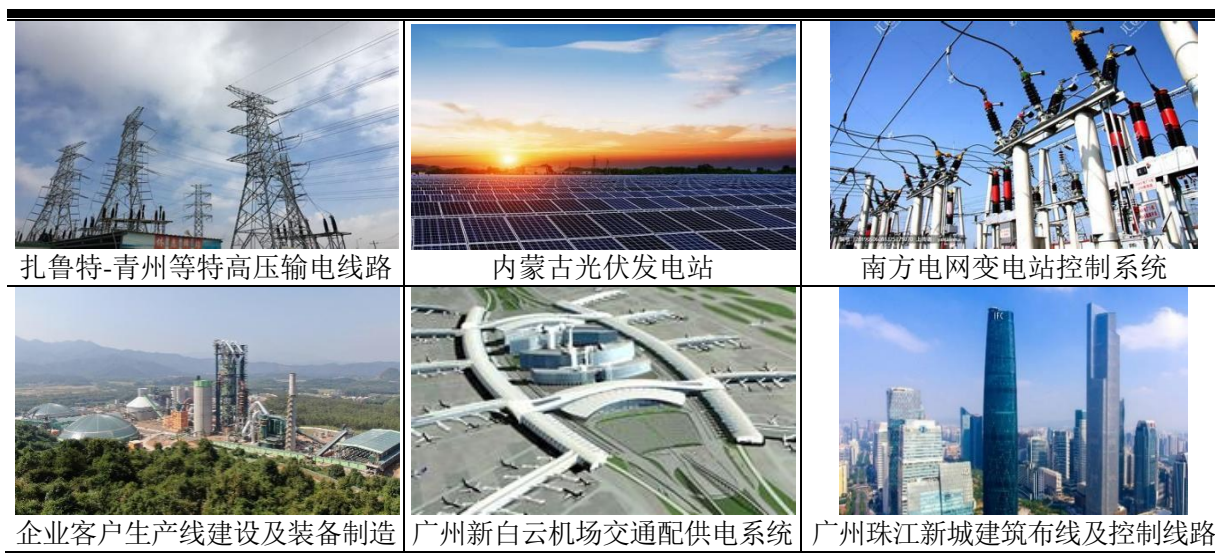 IFC
扎鲁特-青州等特高压输电线路
内蒙古光伏发电站
南方电网变电站控制系统
企业客户生产线建设及装备制造
广州新白云机场交通配供电系统
广州珠江新城建筑布线及控制线路